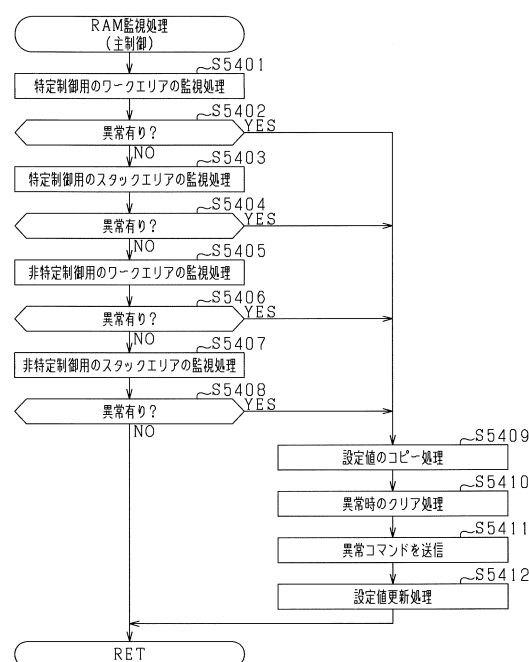 RAM監視処理
(主制御)
S5401
特定制御用のワークエリアの監視処理
S5402
異常有り?
YES
NO
S5403
特定制御用のスタックエリアの監視処理
S5404
異常有り?
YES
NO
S5405
非特定制御用のワークエリアの監視処理
S5406
異常有り?
YES
NO
S5407
非特定制御用のスタックエリアの監視処理
S5408
異常有り?
YES
NO
S5409
設定値のコピー処理
S5410
異常時のクリア処理
S5411
異常コマンドを送信
S5412
設定値更新処理
RET